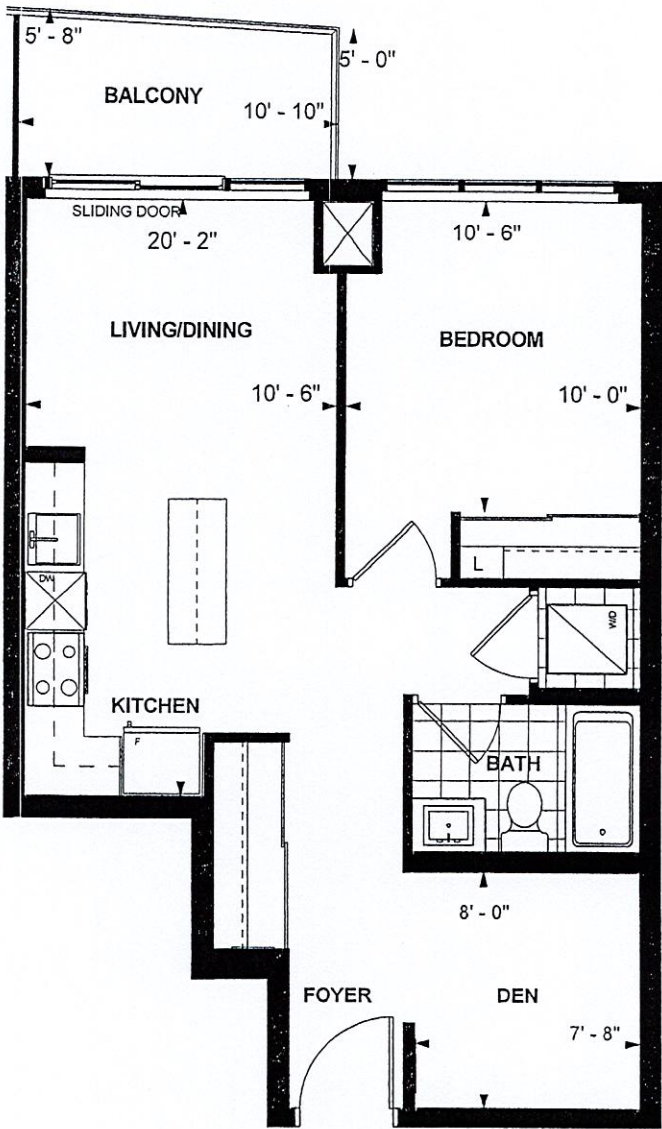 5' - 8"
5' - 0"
BALCONY
10' - 10"
SLIDING DOOR
20' - 2"
10' - 6"
LIVING/DINING
BEDROOM
10' - 6"
10' - 0"
L
DW
W/D
KITCHEN
F
BATH
8' - 0"
FOYER
DEN
7' - 8"